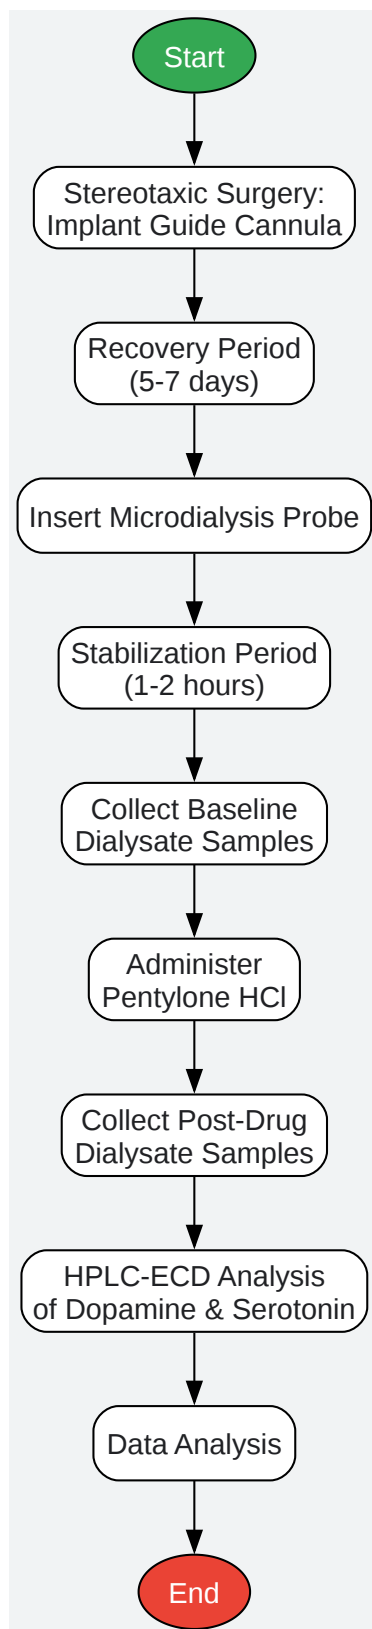 Start
Stereotaxic Surgery:
Implant Guide Cannula
Recovery Period
(5-7 days)
Insert Microdialysis Probe
Stabilization Period
(1-2 hours)
Collect Baseline
Dialysate Samples
Administer
Pentylone HCl
Collect Post-Drug
Dialysate Samples
HPLC-ECD Analysis
of Dopamine & Serotonin
Data Analysis
End